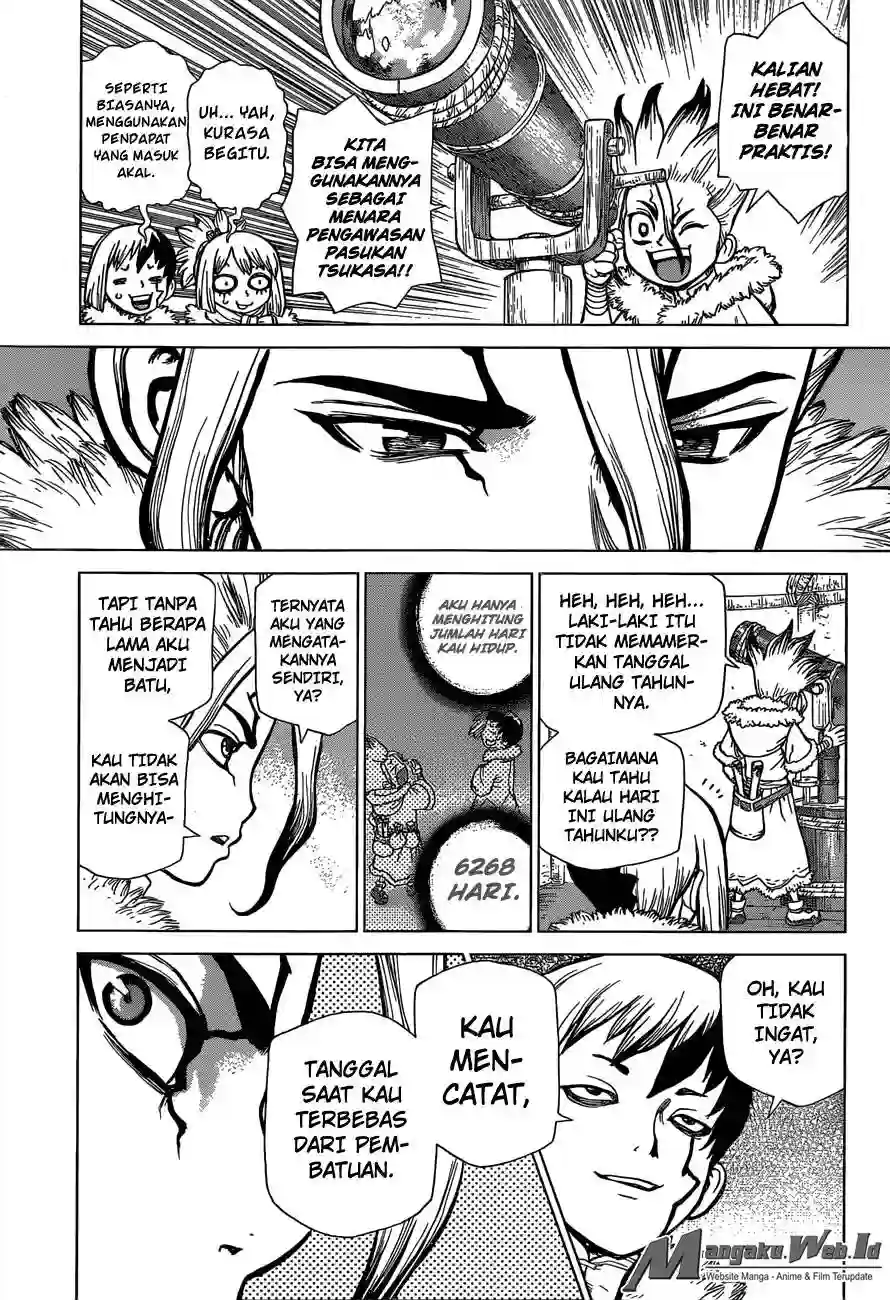 KALIAN
HEBAT!
INI BENAR-
BENAR
PRAKTIS!
KITA
BISA MENG-
GUNAKANNYA
SEBAGAI
MENARA
PENGAWASAN
PASUKAN
TSUKASA!!
UH... YAH,
KURASA
BEGITU.
SEPERTI
BIASANYA,
MENGGUNAKAN
PENDAPAT
YANG MASUK
AKAL.
HEH, HEH, HEH...
LAKI-LAKI ITU
TIDAK MEMAMER-
KAN TANGGAL
ULANG TAHUN-
NYA.
BAGAIMANA
KAU TAHU
KALAU HARI
INI ULANG
TAHUNKU??
AKU HANYA
MENGHITUNG
JUMLAH HARI
KAU HIDUP.
6268
HARI.
TERNYATA
AKU YANG
MENGATA-
KANNYA
SENDIRI,
YA?
TAPI TANPA
TAHU BERAPA
LAMA AKU
MENJADI
BATU,
KAU TIDAK
AKAN BISA
MENGHI-
TUNGNYA-
OH, KAU
TIDAK
INGAT,
YA?
KAU
MEN-
CATAT,
TANGGAL
SAAT KAU
TERBEBAS
DARI PEM-
BATUAN.
Mangaku.Web.Id
Website Manga - Anime & Film Terupdate